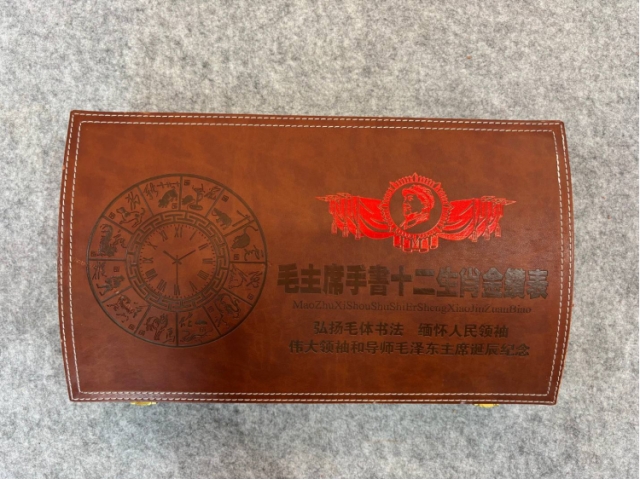 毛主席手書十二生肖金鑚表
MaoZhuXiShouShuShiErShengXiaoJinZuanBiao
弘扬毛体书法　缅怀人民领袖
伟大领袖和导师毛泽东主席诞辰纪念